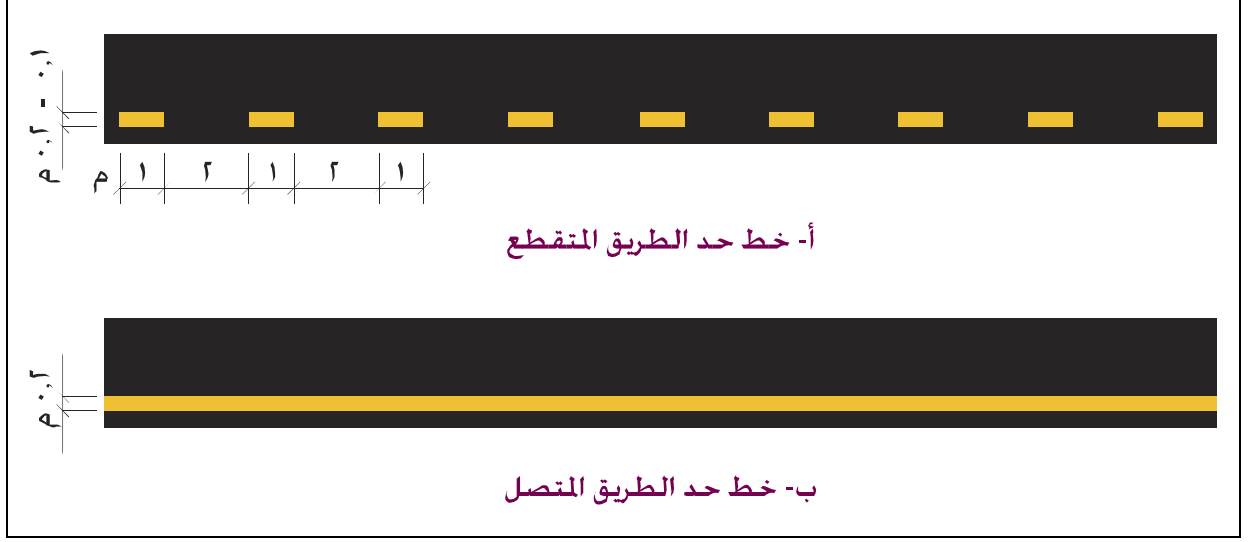 ٠,١ - ٠,٢ م
م ١ ٢ ١ ٢ ١
أ- خط حد الطريق المتقطع
٠,٢ م
ب- خط حد الطريق المتصل